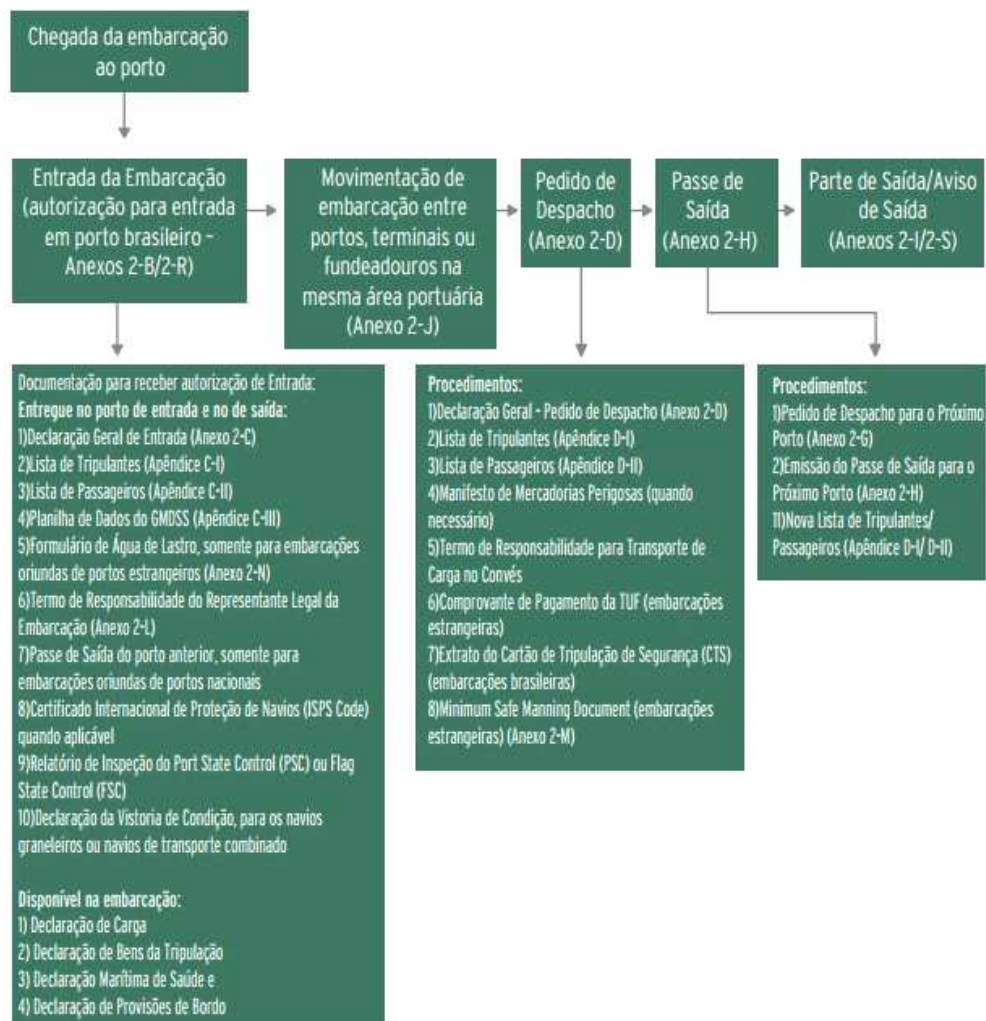 Chegada da embarcação
ao porto
Entrada da Embarcação
(autorização para entrada
em porto brasileiro –
Anexos 2-B/2-R)
Movimentação de
embarcação entre
portos, terminais ou
fundeadouros na
mesma área portuária
(Anexo 2-J)
Pedido de
Despacho
(Anexo 2-D)
Passe de
Saída
(Anexo 2-H)
Parte de Saída/Aviso
de Saída
(Anexos 2-I/2-S)
Documentação para receber autorização de Entrada:
Entregue no porto de entrada e no de saída:
1)Declaração Geral de Entrada (Anexo 2-C)
2)Lista de Tripulantes (Apêndice C-I)
3)Lista de Passageiros (Apêndice C-II)
4)Planilha de Dados do GMDSS (Apêndice C-III)
5)Formulário de Água de Lastro, somente para embarcações
oriundas de portos estrangeiros (Anexo 2-N)
6)Termo de Responsabilidade do Representante Legal da
Embarcação (Anexo 2-L)
7)Passe de Saída do porto anterior, somente para
embarcações oriundas de portos nacionais
8)Certificado Internacional de Proteção de Navios (ISPS Code)
quando aplicável
9)Relatório de Inspeção do Port State Control (PSC) ou Flag
State Control (FSC)
10)Declaração da Vistoria de Condição, para os navios
graneleiros ou navios de transporte combinado
Disponível na embarcação:
1) Declaração de Carga
2) Declaração de Bens da Tripulação
3) Declaração Marítima de Saúde e
4) Declaração de Provisões de Bordo
Procedimentos:
1)Declaração Geral - Pedido de Despacho (Anexo 2-D)
2)Lista de Tripulantes (Apêndice D-I)
3)Lista de Passageiros (Apêndice D-II)
4)Manifesto de Mercadorias Perigosas (quando
necessário)
5)Termo de Responsabilidade para Transporte de
Carga no Convés
6)Comprovante de Pagamento da TUF (embarcações
estrangeiras)
7)Extrato do Cartão de Tripulação de Segurança (CTS)
(embarcações brasileiras)
8)Minimum Safe Manning Document (embarcações
estrangeiras) (Anexo 2-M)
Procedimentos:
1)Pedido de Despacho para o Próximo
Porto (Anexo 2-G)
2)Emissão do Passe de Saída para o
Próximo Porto (Anexo 2-H)
11)Nova Lista de Tripulantes/
Passageiros (Apêndice D-I/ D-II)